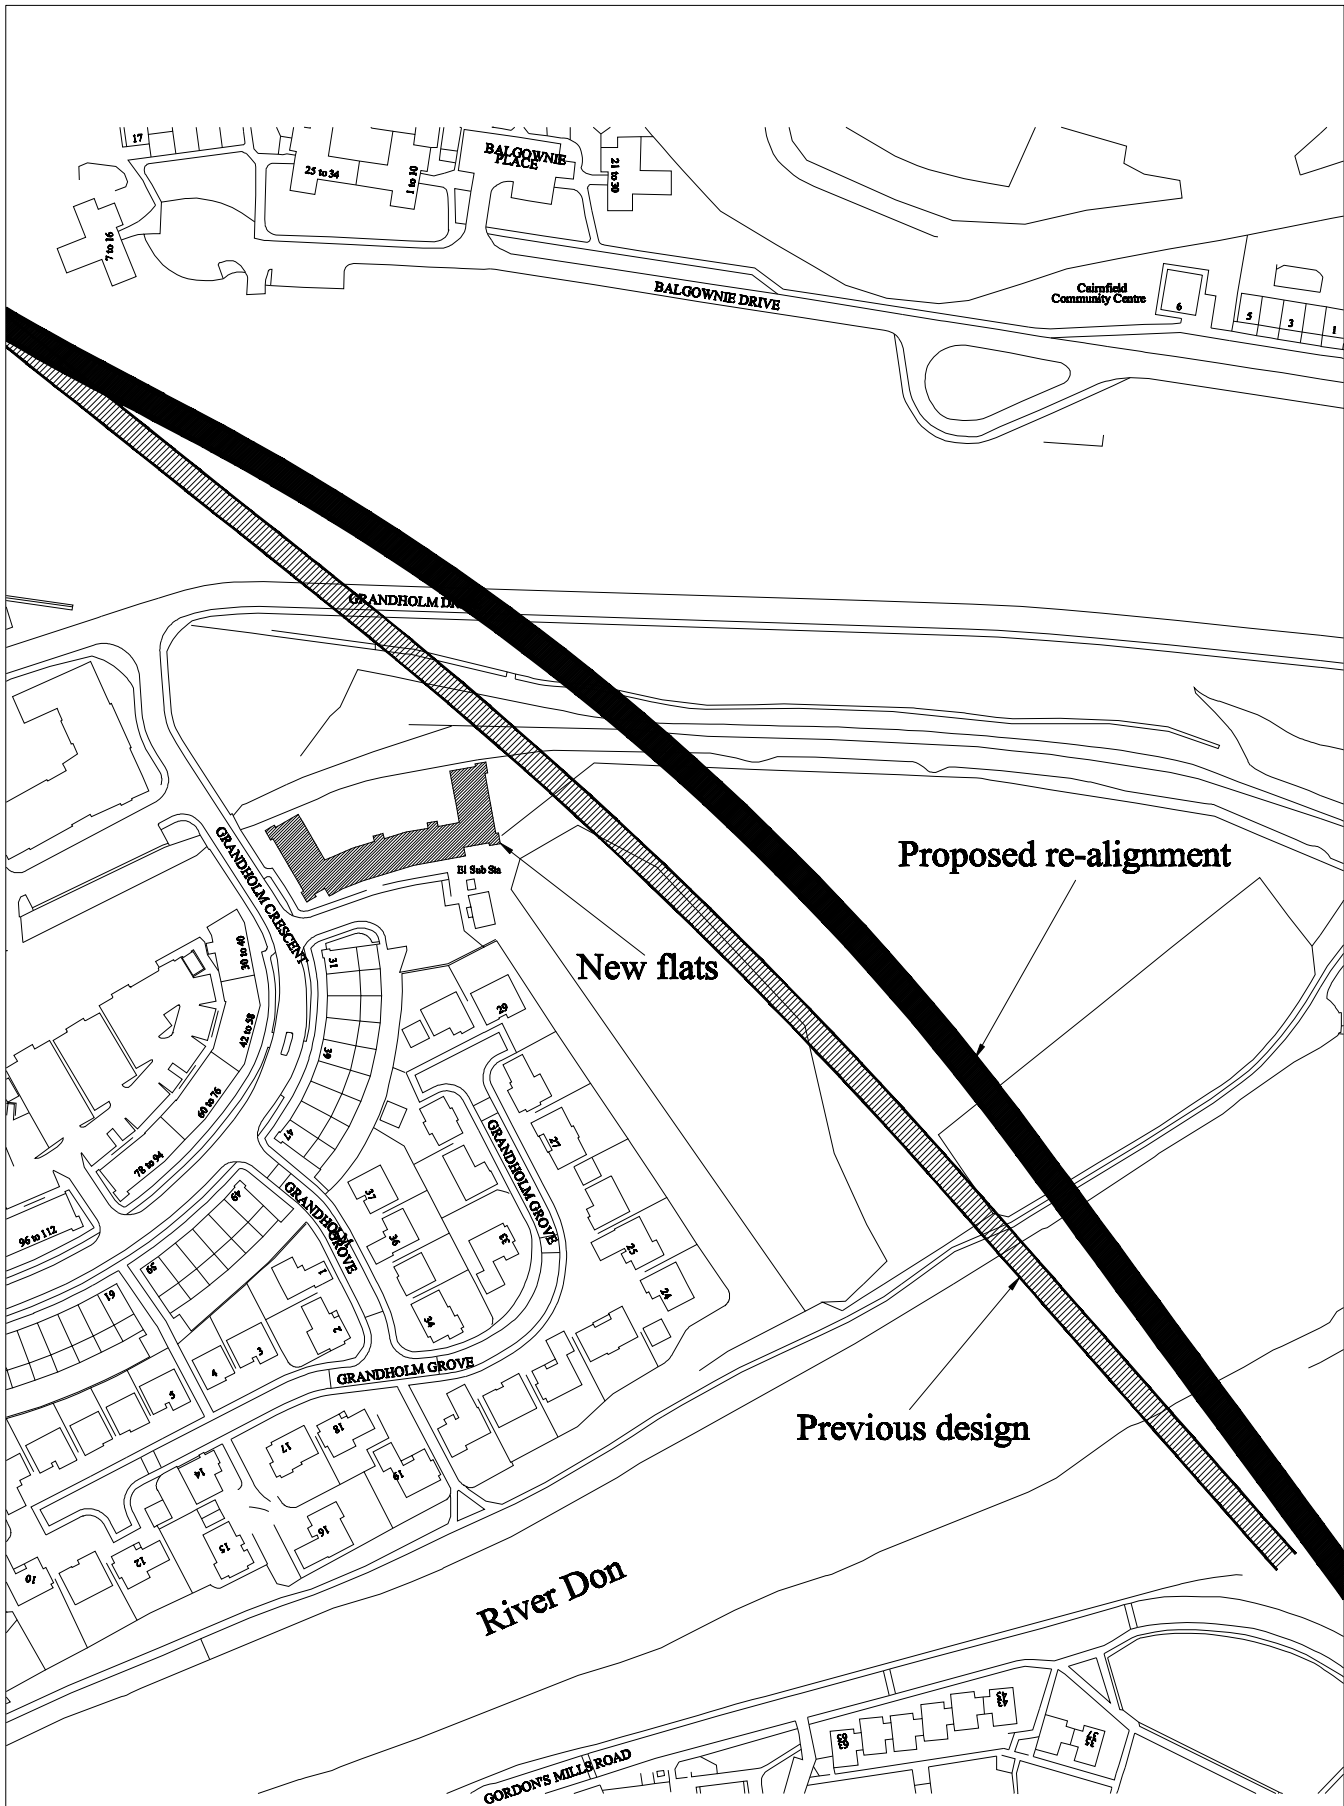 17
BALGOWNIE
PLACE
25 to 34
1 to 10
21 to 30
7 to 16
BALGOWNIE DRIVE
Cairnfield
Community Centre
6
5
3
1
GRANDHOLM
Proposed re-alignment
GRANDHOLM CRESCENT
El Sub Sta
New flats
30 to 40
31
29
42 to 58
39
60 to 76
47
27
78 to 94
GRANDHOLM GROVE
49
37
GRANDHOLM
GROVE
96 to 112
36
33
25
59
1
24
61
34
2
3
4
GRANDHOLM GROVE
5
Previous design
18
17
14
19
16
15
12
10
River Don
GORDON'S MILLS ROAD